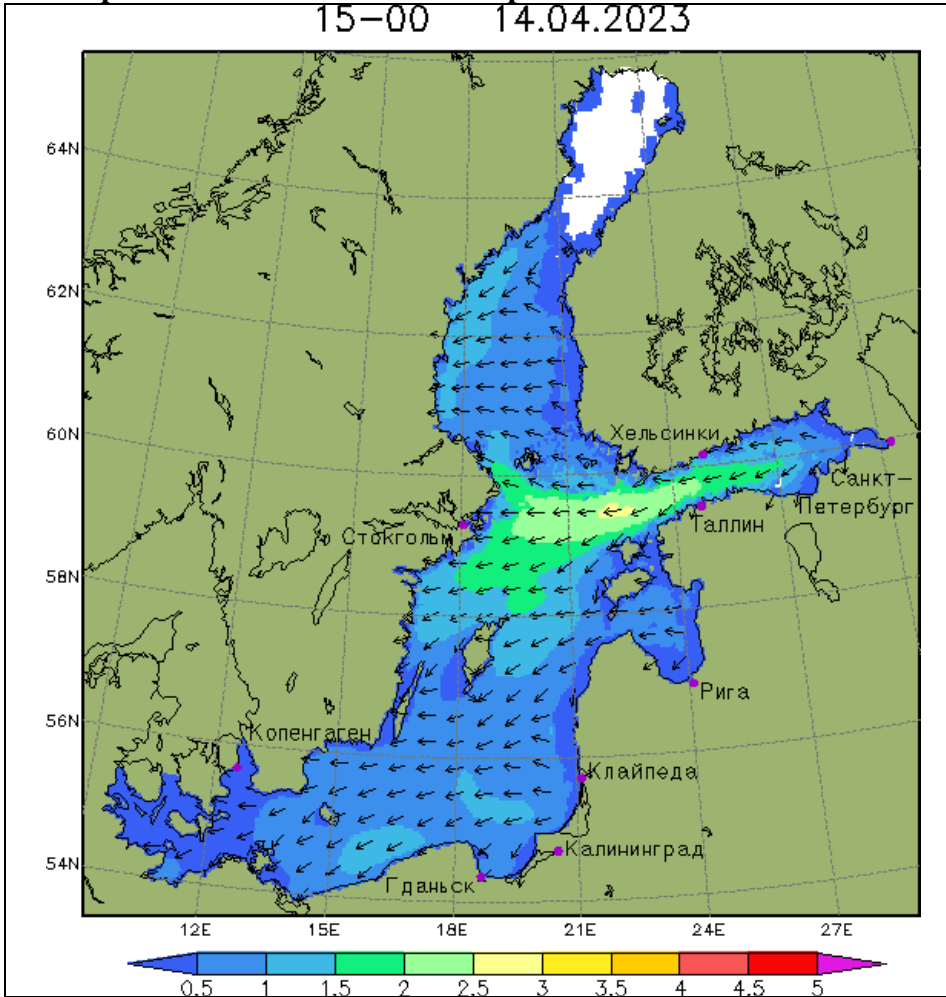 15-00 14.04.2023
64N
62N
60N
58N
56N
54N
Хельсинки
Санкт-
Петербург
Таллин
Стокгольм
Рига
Копенгаген
Клайпеда
Калининград
Гданьск
12E 15E 18E 21E 24E 27E
0.5 1 1.5 2 2.5 3 3.5 4 4.5 5